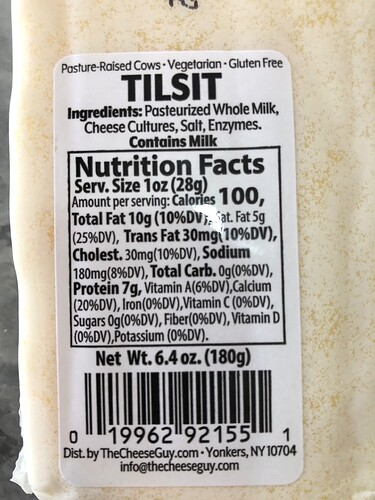 Pasture-Raised Cows • Vegetarian • Gluten Free
TILSIT
Ingredients: Pasteurized Whole Milk,
Cheese Cultures, Salt, Enzymes.
Contains Milk
Nutrition Facts
Serv. Size 1oz (28g)
Amount per serving: Calories 100,
Total Fat 10g (10%DV), Sat. Fat 5g
(25%DV), Trans Fat 30mg(10%DV),
Cholest. 30mg(10%DV), Sodium
180mg(8%DV), Total Carb. 0g(0%DV),
Protein 7g, Vitamin A(6%DV),Calcium
(20%DV), Iron(0%DV),Vitamin C (0%DV),
Sugars 0g(0%DV), Fiber(0%DV), Vitamin D
(0%DV),Potassium (0%DV).
Net Wt. 6.4 oz. (180g)
0 19962 92155 1
Dist. by TheCheeseGuy.com • Yonkers, NY 10704
info@thecheeseguy.com